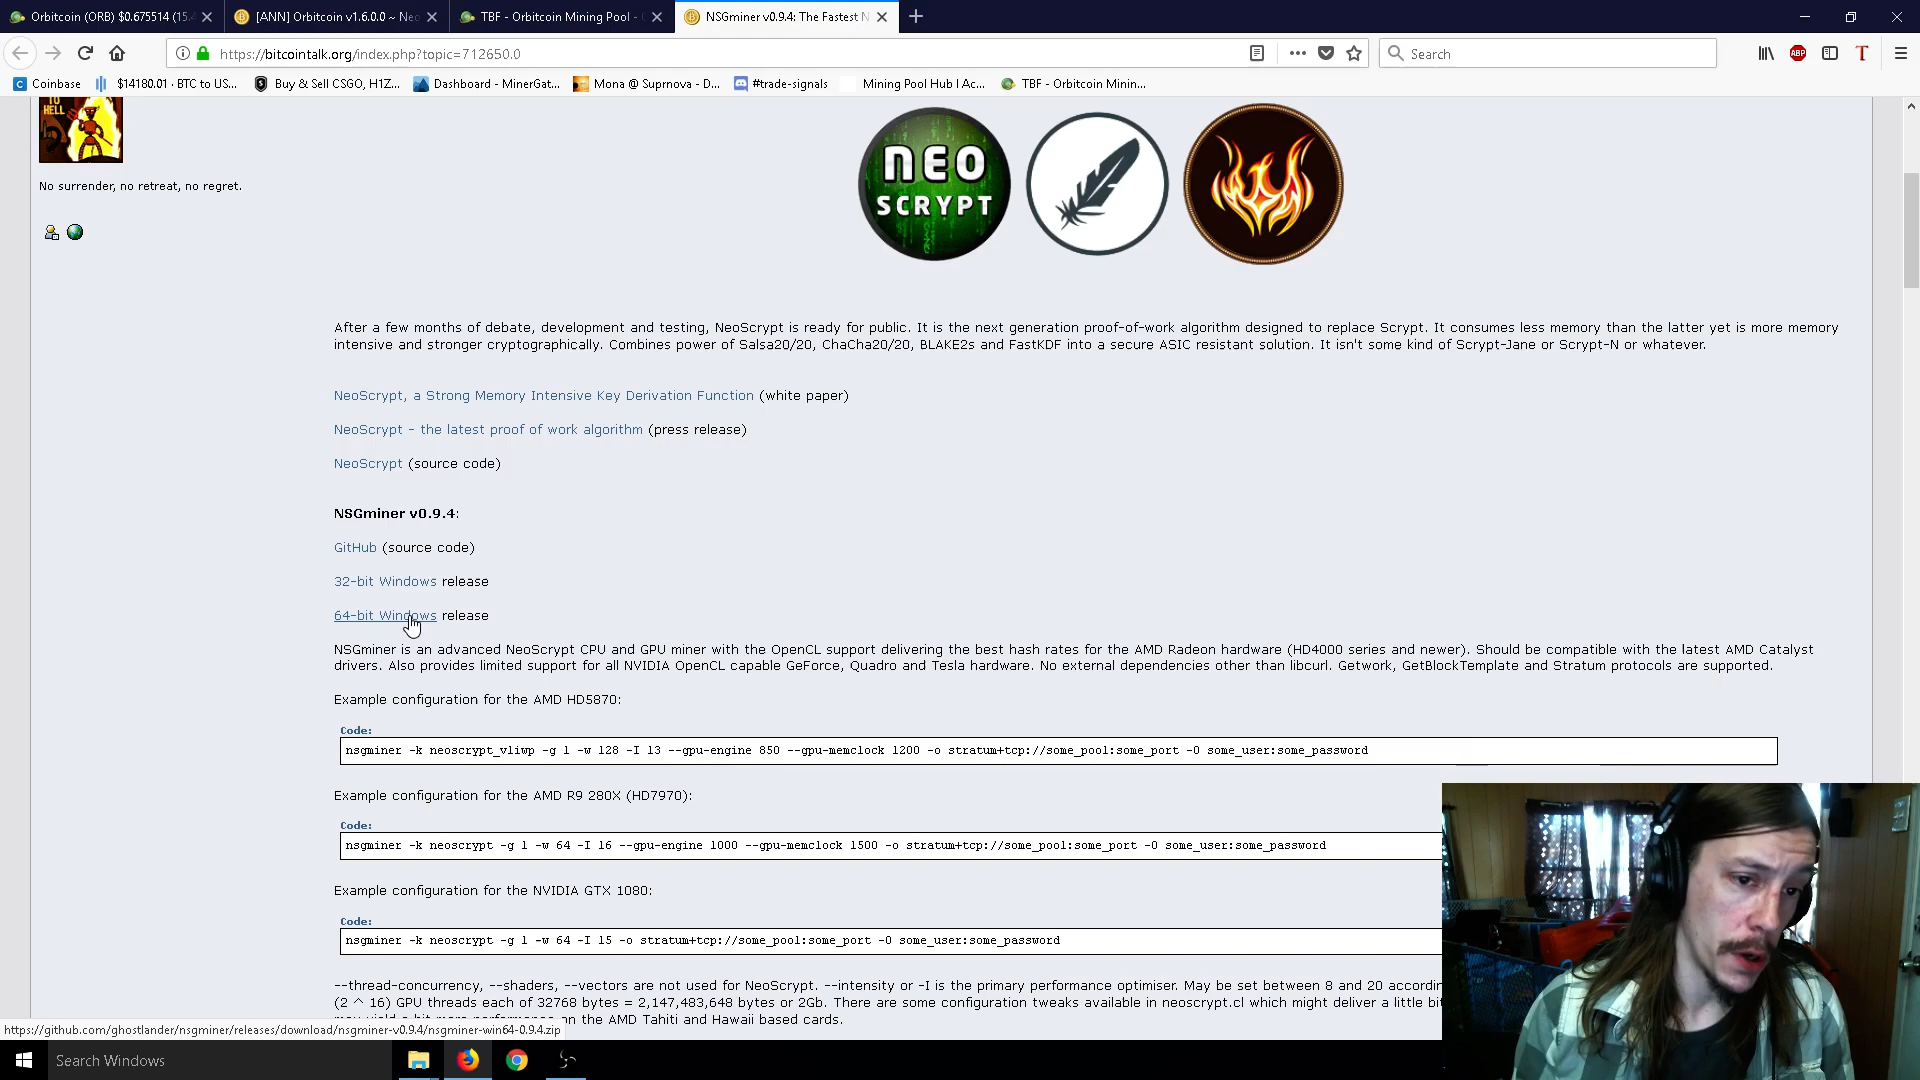 Orbitcoin (ORB) $0.675514 (15.
[ANN] Orbitcoin v1.6.0.0 ~ Neo
TBF - Orbitcoin Mining Pool -
NSGminer v0.9.4: The Fastest N
https://bitcointalk.org/index.php?topic=712650.0
Search
Coinbase
$14180.01 · BTC to US...
Buy & Sell CSGO, H1Z...
Dashboard - MinerGat...
Mona @ Suprnova - D...
#trade-signals
Mining Pool Hub | Ac...
TBF - Orbitcoin Minin...
ABP
TO
HELL
No surrender, no retreat, no regret.
NEO
SCRYPT
After a few months of debate, development and testing, NeoScrypt is ready for public. It is the next generation proof-of-work algorithm designed to replace Scrypt. It consumes less memory than the latter yet is more memory
intensive and stronger cryptographically. Combines power of Salsa20/20, ChaCha20/20, BLAKE2s and FastKDF into a secure ASIC resistant solution. It isn't some kind of Scrypt-Jane or Scrypt-N or whatever.
NeoScrypt, a Strong Memory Intensive Key Derivation Function (white paper)
NeoScrypt - the latest proof of work algorithm (press release)
NeoScrypt (source code)
NSGminer v0.9.4:
GitHub (source code)
32-bit Windows release
64-bit Windows release
NSGminer is an advanced NeoScrypt CPU and GPU miner with the OpenCL support delivering the best hash rates for the AMD Radeon hardware (HD4000 series and newer). Should be compatible with the latest AMD Catalyst
drivers. Also provides limited support for all NVIDIA OpenCL capable GeForce, Quadro and Tesla hardware. No external dependencies other than libcurl. Getwork, GetBlockTemplate and Stratum protocols are supported.
Example configuration for the AMD HD5870:
Code:
nsgminer -k neoscrypt_vliwp -g 1 -w 128 -I 13 --gpu-engine 850 --gpu-memclock 1200 -o stratum+tcp://some_pool:some_port -O some_user:some_password
Example configuration for the AMD R9 280X (HD7970):
Code:
nsgminer -k neoscrypt -g 1 -w 64 -I 16 --gpu-engine 1000 --gpu-memclock 1500 -o stratum+tcp://some_pool:some_port -O some_user:some_password
Example configuration for the NVIDIA GTX 1080:
Code:
nsgminer -k neoscrypt -g 1 -w 64 -I 15 -o stratum+tcp://some_pool:some_port -O some_user:some_password
--thread-concurrency, --shaders, --vectors are not used for NeoScrypt. --intensity or -I is the primary performance optimiser. May be set between 8 and 20 accordin
(2 ^ 16) GPU threads each of 32768 bytes = 2,147,483,648 bytes or 2Gb. There are some configuration tweaks available in neoscrypt.cl which might deliver a little bit
on the AMD Tahiti and Hawaii based cards.
https://github.com/ghostlander/nsgminer/releases/download/nsgminer-v0.9.4/nsgminer-win64-0.9.4.zip
Search Windows